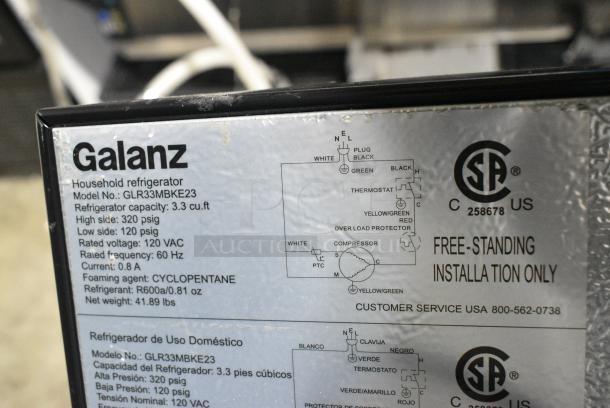 Galanz
Household refrigerator
Model No.: GLR33MBKE23
Refrigerator capacity: 3.3 cu.ft
High side: 320 psig
Low side: 120 psig
Rated voltage: 120 VAC
Rated frequency: 60 Hz
Current: 0.8 A
Foaming agent: CYCLOPENTANE
Refrigerant: R600a/0.81 oz
Net weight: 41.89 lbs
E
N L
PLUG
WHITE BLACK
GREEN
BLACK
H
THERMOSTAT
C
YELLOW/GREEN
RED
OVER LOAD PROTECTOR
WHITE
COMPRESSOR
PTC
S
C
M
YELLOW/GREEN
C US
258678
FREE-STANDING
INSTALLATION ONLY
CUSTOMER SERVICE USA 800-562-0738
Refrigerador de Uso Doméstico
Modelo No.: GLR33MBKE23
Capacidad del Refrigerador: 3.3 pies cúbicos
Alta Presión: 320 psig
Baja Presión: 120 psig
Tensión Nominal: 120 VAC
E
N L
CLAVIJA
BLANCO
VERDE
NEGRO
H
TERMOSTATO
C
VERDE/AMARILLO
ROJO
C US